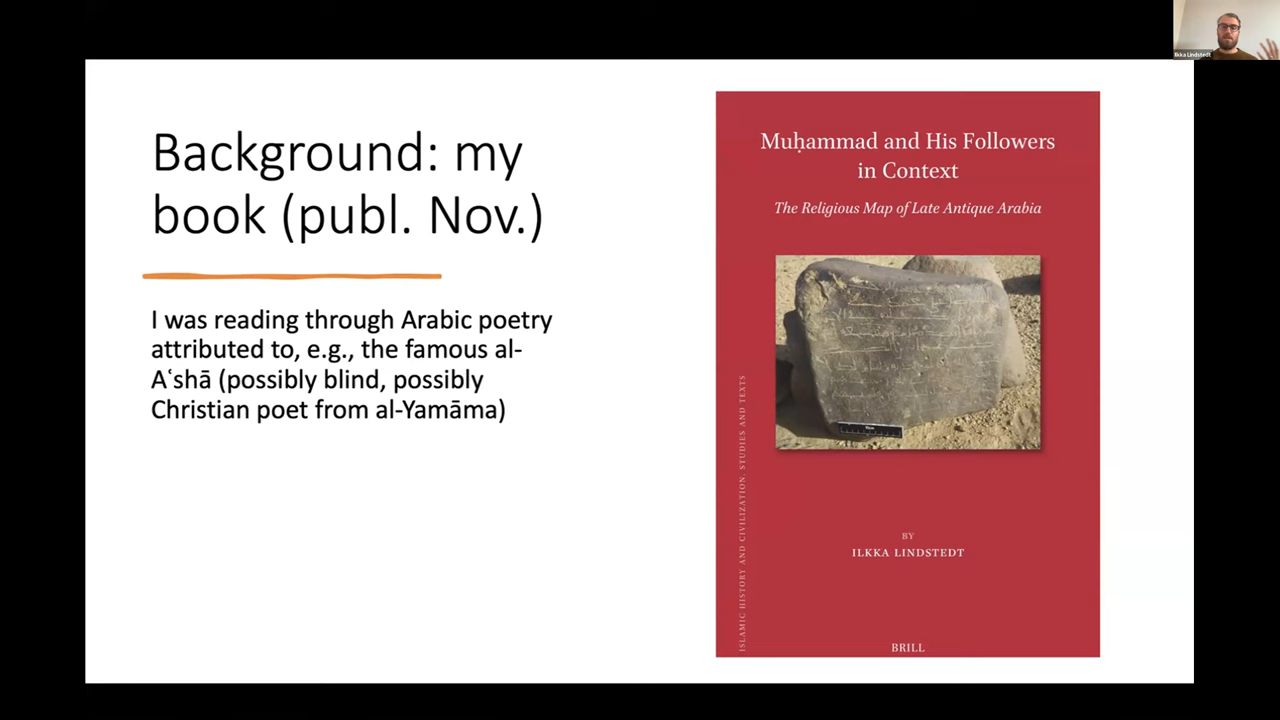 Ilkka Lindstedt
Background: my
book (publ. Nov.)
I was reading through Arabic poetry
attributed to, e.g., the famous al-
Aʿshā (possibly blind, possibly
Christian poet from al-Yamāma)
Muḥammad and His Followers
in Context
The Religious Map of Late Antique Arabia
ISLAMIC HISTORY AND CIVILIZATION. STUDIES AND TEXTS
BY
ILKKA LINDSTEDT
BRILL